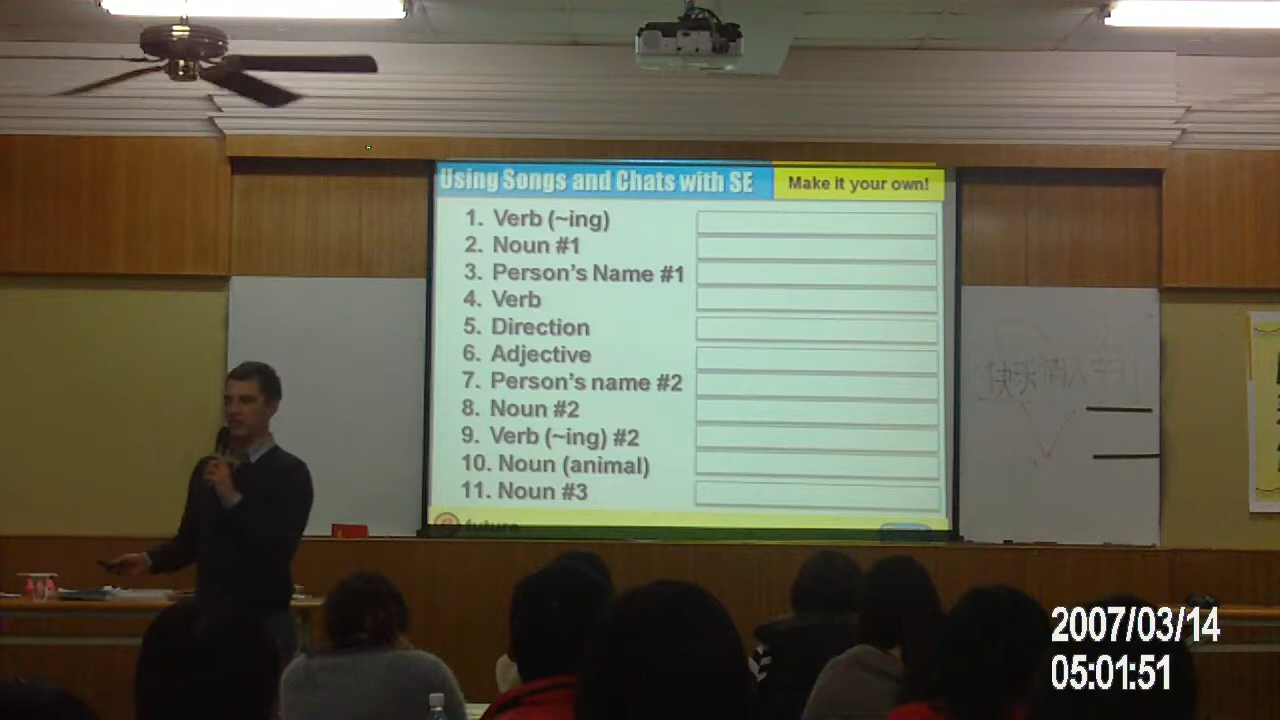 Using Songs and Chats with SE
Make it your own!
1. Verb (~ing)
2. Noun #1
3. Person's Name #1
4. Verb
5. Direction
6. Adjective
7. Person's name #2
8. Noun #2
9. Verb (~ing) #2
10. Noun (animal)
11. Noun #3
future
2007/03/14
05:01:51